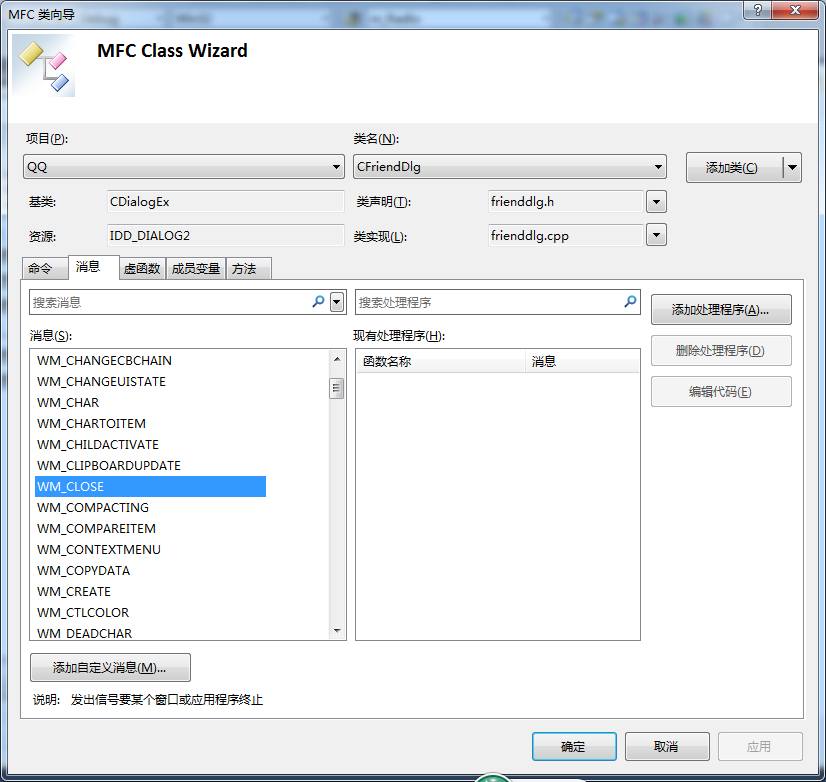 MFC 类向导
MFC Class Wizard
项目(P):
类名(N):
QQ
CFriendDlg
添加类(C)
基类:
CDialogEx
类声明(T):
frienddlg.h
资源:
IDD_DIALOG2
类实现(L):
frienddlg.cpp
命令 消息 虚函数 成员变量 方法
搜索消息
搜索处理程序
添加处理程序(A)...
消息(S):
现有处理程序(H):
删除处理程序(D)
编辑代码(E)
函数名称 消息
WM_CHANGECBCHAIN
WM_CHANGEUISTATE
WM_CHAR
WM_CHARTOITEM
WM_CHILDACTIVATE
WM_CLIPBOARDUPDATE
WM_CLOSE
WM_COMPACTING
WM_COMPAREITEM
WM_CONTEXTMENU
WM_COPYDATA
WM_CREATE
WM_CTLCOLOR
WM_DEADCHAR
添加自定义消息(M)...
说明: 发出信号要某个窗口或应用程序终止
确定 取消 应用